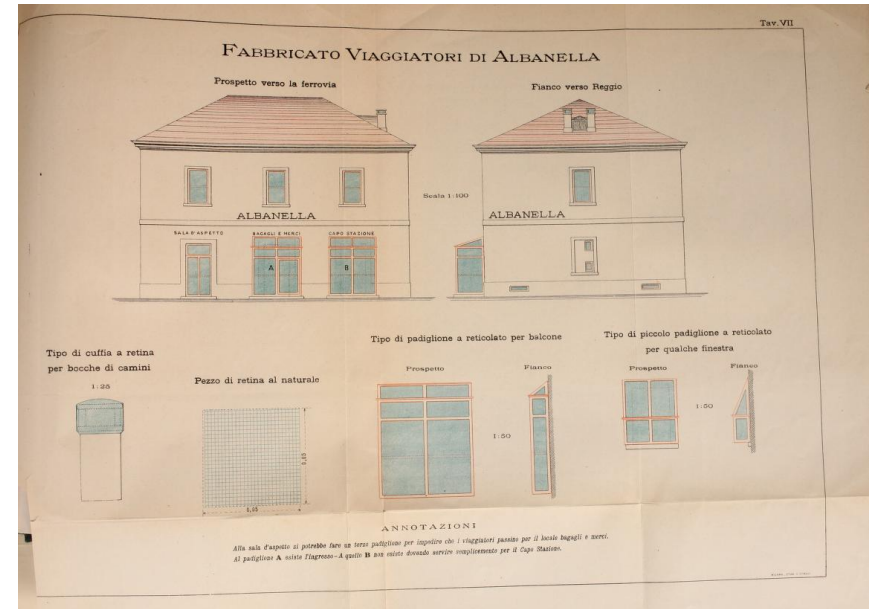 Tav. VII
FABBRICATO VIAGGIATORI DI ALBANELLA
Prospetto verso la ferrovia
Fianco verso Reggio
Scala 1:100
ALBANELLA
ALBANELLA
SALA D'ASPETTO
BAGAGLI E MERCI
CAPO STAZIONE
A
B
Tipo di cuffia a retina
per bocche di camini
1:25
Pezzo di retina al naturale
0,05
0,05
Tipo di padiglione a reticolato per balcone
Prospetto
Fianco
1:50
Tipo di piccolo padiglione a reticolato
per qualche finestra
Prospetto
Fianco
1:50
ANNOTAZIONI
Alla sala d'aspetto si potrebbe fare un terzo padiglione per impedire che i viaggiatori passino per il locale bagagli e merci.
Al padiglione A esiste l'ingresso - A quello B non esiste dovendo servire semplicemente per il Capo Stazione.